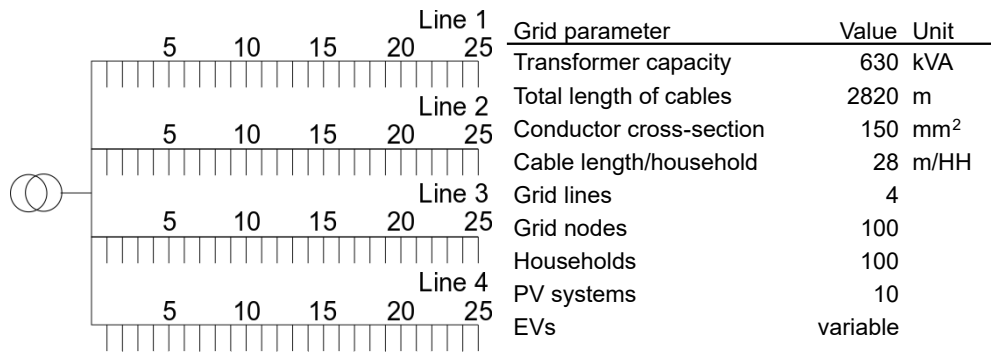 Line 1
5 10 15 20 25
Line 2
5 10 15 20 25
Line 3
5 10 15 20 25
Line 4
5 10 15 20 25
Grid parameter Value Unit
Transformer capacity 630 kVA
Total length of cables 2820 m
Conductor cross-section 150 mm²
Cable length/household 28 m/HH
Grid lines 4
Grid nodes 100
Households 100
PV systems 10
EVs variable